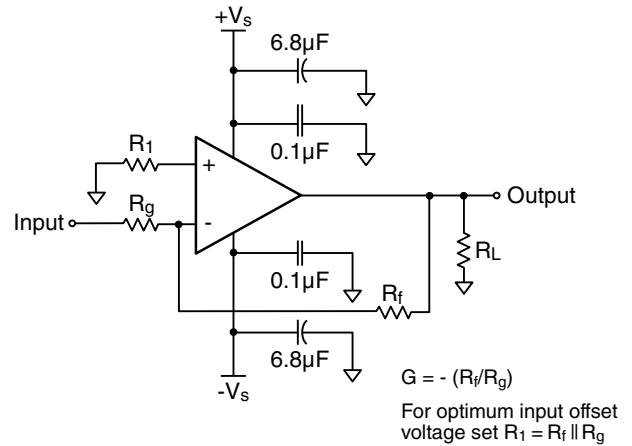 +Vs
6.8µF
0.1µF
R1
+
Rg
Input
-
Output
RL
0.1µF
Rf
6.8µF
-Vs
G = - (Rf/Rg)
For optimum input offset
voltage set R1 = Rf || Rg